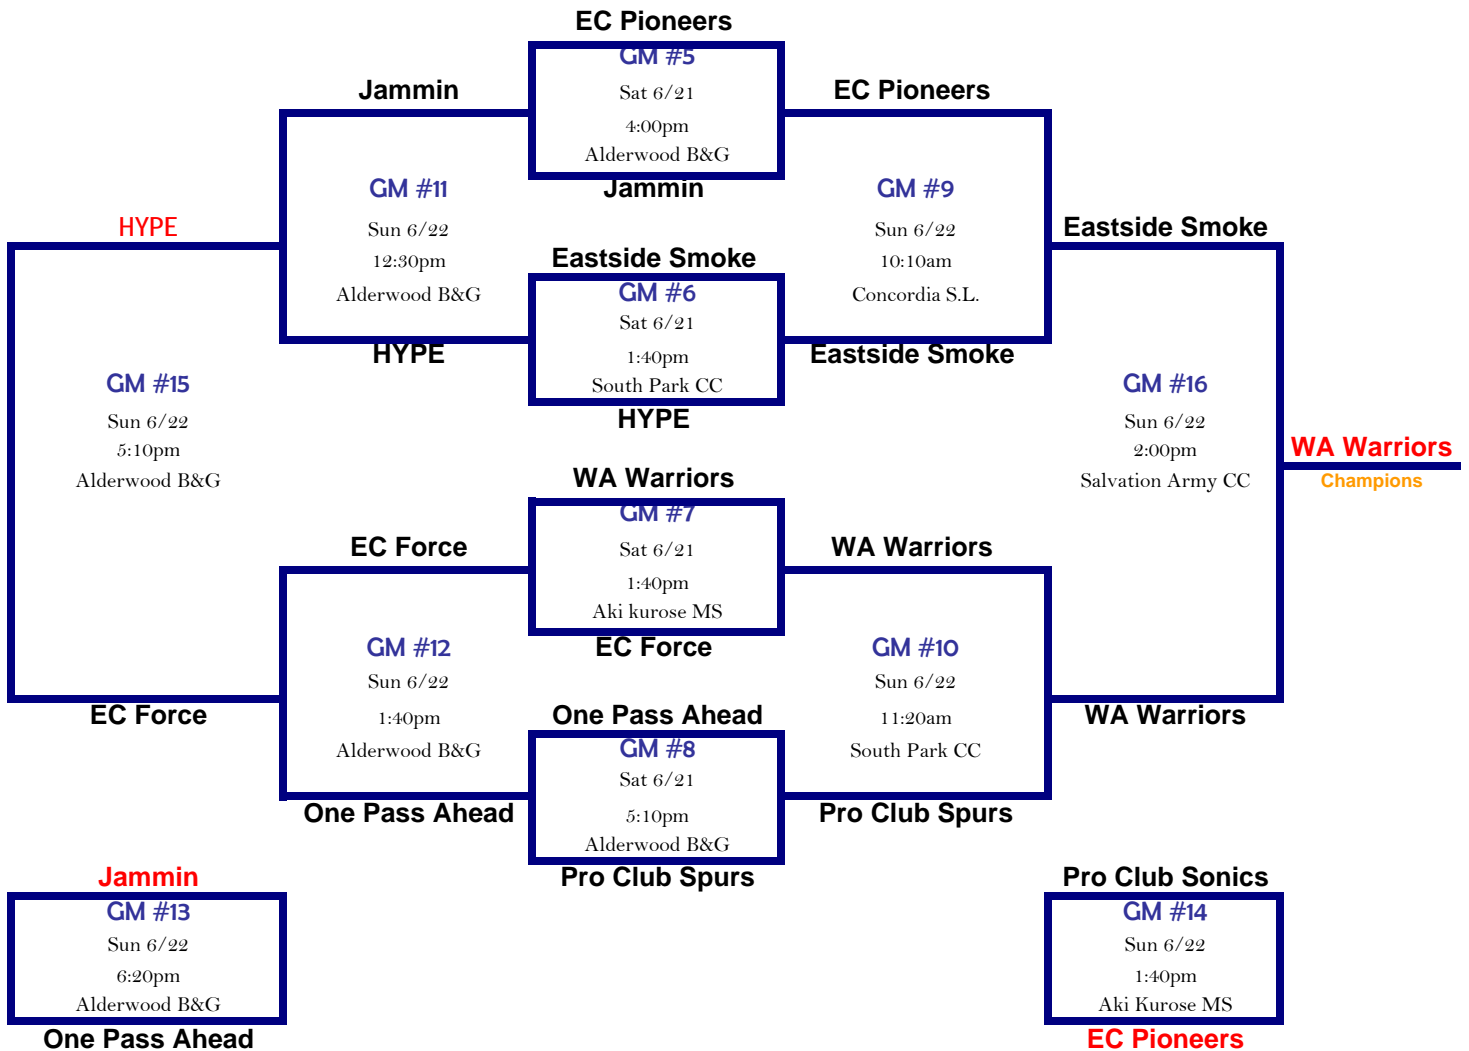 EC Pioneers
GM #5
Sat 6/21
4:00pm
Alderwood B&G
Jammin
Jammin
GM #11
Sun 6/22
12:30pm
Alderwood B&G
HYPE
EC Pioneers
GM #9
Sun 6/22
10:10am
Concordia S.L.
Eastside Smoke
Eastside Smoke
GM #6
Sat 6/21
1:40pm
South Park CC
HYPE
HYPE
GM #15
Sun 6/22
5:10pm
Alderwood B&G
EC Force
Eastside Smoke
GM #16
Sun 6/22
2:00pm
Salvation Army CC
WA Warriors
WA Warriors
Champions
WA Warriors
GM #7
Sat 6/21
1:40pm
Aki kurose MS
EC Force
EC Force
GM #12
Sun 6/22
1:40pm
Alderwood B&G
One Pass Ahead
WA Warriors
GM #10
Sun 6/22
11:20am
South Park CC
Pro Club Spurs
One Pass Ahead
GM #8
Sat 6/21
5:10pm
Alderwood B&G
Pro Club Spurs
Jammin
GM #13
Sun 6/22
6:20pm
Alderwood B&G
One Pass Ahead
Pro Club Sonics
GM #14
Sun 6/22
1:40pm
Aki Kurose MS
EC Pioneers